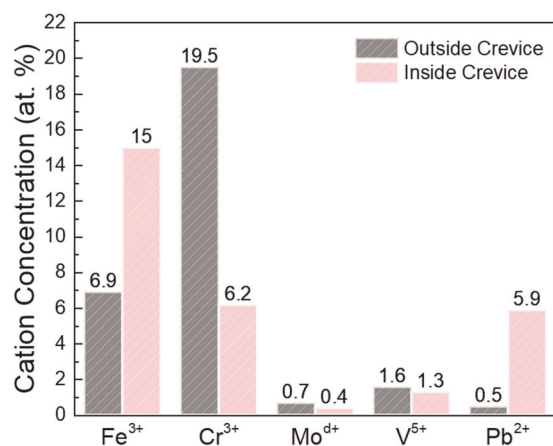 Cation Concentration (at. %)
22
20
18
16
14
12
10
8
6
4
2
0
Outside Crevice
Inside Crevice
6.9
15
19.5
6.2
0.7
0.4
1.6
1.3
0.5
5.9
Fe³⁺
Cr³⁺
Moᵈ⁺
V⁵⁺
Pb²⁺